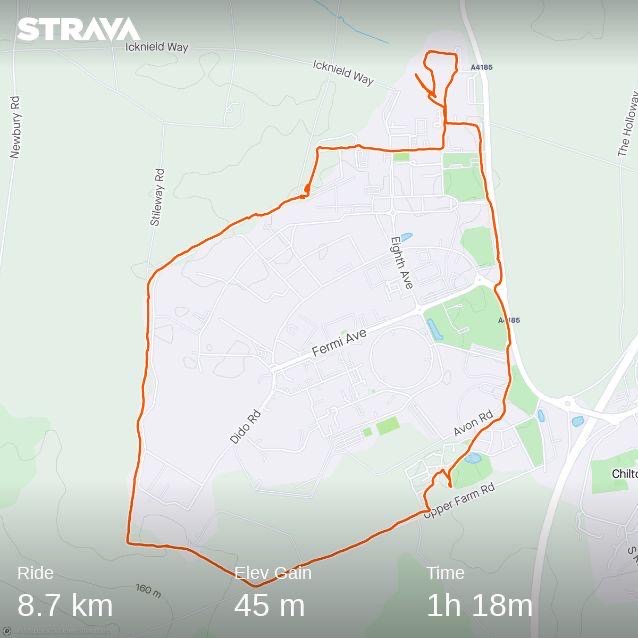 STRAVA
Icknield Way
Icknield Way
A4185
Newbury Rd
The Holloway
Stileway Rd
Eighth Ave
A4185
Fermi Ave
Dido Rd
Avon Rd
Chilto
Upper Farm Rd
Ride
Elev Gain
Time
160 m
8.7 km
45 m
1h 18m